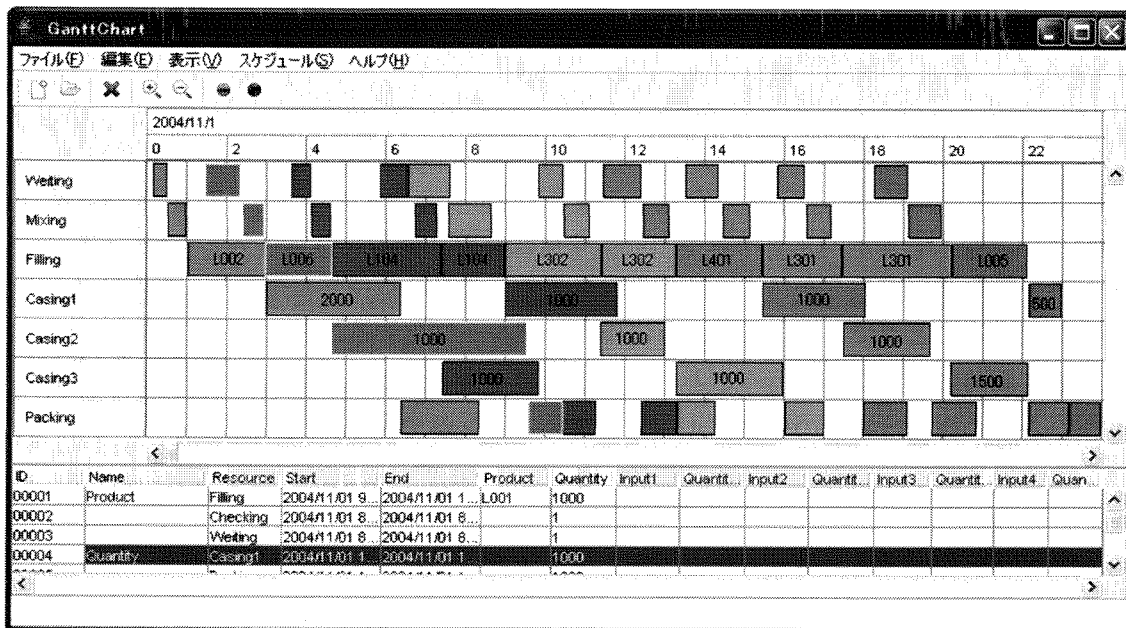 GanttChart
ファイル(F) 編集(E) 表示(V) スケジュール(S) ヘルプ(H)
2004/11/1
0 2 4 6 8 10 12 14 16 18 20 22
Weiting
Mixing
Filling L002 L006 L104 L104 L302 L302 L401 L301 L301 L005
Casing1 2000 1000 1000 500
Casing2 1000 1000 1000
Casing3 1000 1000 1500
Packing
ID Name Resource Start End Product Quantity Input1 Quantit... Input2 Quantit... Input3 Quantit... Input4 Quan...
00001 Product Filling 2004/11/01 9... 2004/11/01 1... L001 1000
00002 Checking 2004/11/01 8... 2004/11/01 8... 1
00003 Weiting 2004/11/01 8... 2004/11/01 8... 1
00004 Quantity Casing1 2004/11/01 1... 2004/11/01 1... 1000